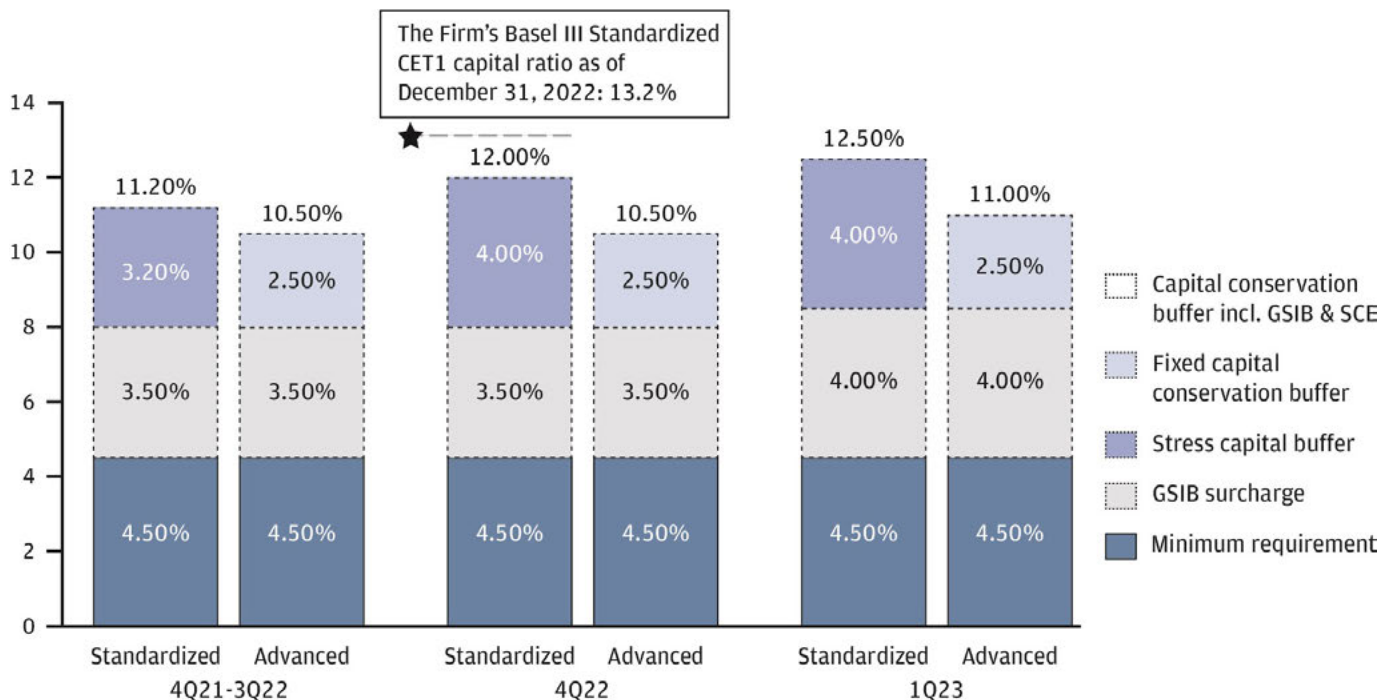 The Firm's Basel III Standardized
CET1 capital ratio as of
December 31, 2022: 13.2%
14
12
10
8
6
4
2
0
11.20%
3.20%
3.50%
4.50%
10.50%
2.50%
3.50%
4.50%
12.00%
4.00%
3.50%
4.50%
10.50%
2.50%
3.50%
4.50%
12.50%
4.00%
4.00%
4.50%
11.00%
2.50%
4.00%
4.50%
Standardized
Advanced
4Q21-3Q22
Standardized
Advanced
4Q22
Standardized
Advanced
1Q23
Capital conservation
buffer incl. GSIB & SCE
Fixed capital
conservation buffer
Stress capital buffer
GSIB surcharge
Minimum requirement